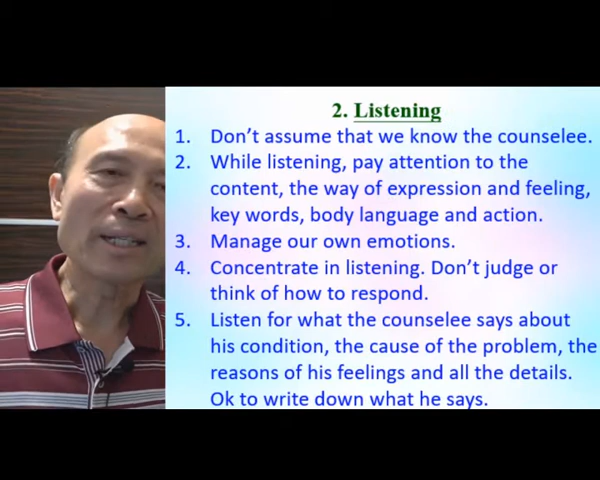 2. Listening
1. Don't assume that we know the counselee.
2. While listening, pay attention to the
content, the way of expression and feeling,
key words, body language and action.
3. Manage our own emotions.
4. Concentrate in listening. Don't judge or
think of how to respond.
5. Listen for what the counselee says about
his condition, the cause of the problem, the
reasons of his feelings and all the details.
Ok to write down what he says.